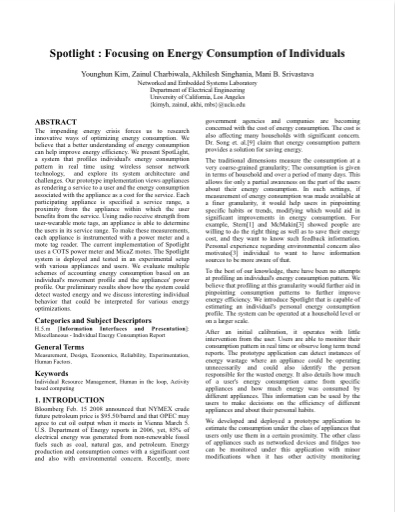 Spotlight : Focusing on Energy Consumption of Individuals
Younghun Kim, Zainul Charbiwala, Akhilesh Singhania, Mani B. Srivastava
Networked and Embedded Systems Laboratory
Department of Electrical Engineering
University of California, Los Angeles
{kimyh, zainul, akhi, mbs}@ucla.edu
ABSTRACT
The impending energy crisis forces us to research
innovative ways of optimizing energy consumption. We
believe that a better understanding of energy consumption
can help improve energy efficiency. We present SpotLight,
a system that profiles individual's energy consumption
pattern in real time using wireless sensor network
technology, and explore its system architecture and
challenges. Our prototype implementation views appliances
as rendering a service to a user and the energy consumption
associated with the appliance as a cost for the service. Each
participating appliance is specified a service range, a
proximity from the appliance within which the user
benefits from the service. Using radio receive strength from
user-wearable mote tags, an appliance is able to determine
the users in its service range. To make these measurements,
each appliance is instrumented with a power meter and a
mote tag reader. The current implementation of Spotlight
uses a COTS power meter and MicaZ motes. The Spotlight
system is deployed and tested in an experimental setup
with various appliances and users. We evaluate multiple
schemes of accounting energy consumption based on an
individual's movement profile and the appliances' power
profile. Our preliminary results show how the system could
detect wasted energy and we discuss interesting individual
behavior that could be interpreted for various energy
optimizations.
Categories and Subject Descriptors
H.5.m [Information Interfaces and Presentation]:
Miscellaneous - Individual Energy Consumption Report
General Terms
Measurement, Design, Economics, Reliability, Experimentation,
Human Factors.
Keywords
Individual Resource Management, Human in the loop, Activity
based computing
1. INTRODUCTION
Bloomberg Feb. 15 2008 announced that NYMEX crude
future petroleum price is $95.50/barrel and that OPEC may
agree to cut oil output when it meets in Vienna March 5.
U.S. Department of Energy reports in 2006, yet, 85% of
electrical energy was generated from non-renewable fossil
fuels such as coal, natural gas, and petroleum. Energy
production and consumption comes with a significant cost
and also with environmental concern. Recently, more
government agencies and companies are becoming
concerned with the cost of energy consumption. The cost is
also affecting many households with significant concern.
Dr. Song et. al.[9] claim that energy consumption pattern
provides a solution for saving energy.
The traditional dimensions measure the consumption at a
very coarse-grained granularity; The consumption is given
in terms of household and over a period of many days. This
allows for only a partial awareness on the part of the users
about their energy consumption. In such settings, if
measurement of energy consumption was made available at
a finer granularity, it would help users in pinpointing
specific habits or trends, modifying which would aid in
significant improvements in energy consumption. For
example, Stern[1] and McMakin[3] showed people are
willing to do the right thing as well as to save their energy
cost, and they want to know such feedback information.
Personal experience regarding environmental concern also
motivates[3] individual to want to have information
sources to be more aware of that.
To the best of our knowledge, there have been no attempts
at profiling an individual's energy consumption pattern. We
believe that profiling at this granularity would further aid in
pinpointing consumption patterns to further improve
energy efficiency. We introduce Spotlight that is capable of
estimating an individual's personal energy consumption
profile. The system can be operated at a household level or
on a larger scale.
After an initial calibration, it operates with little
intervention from the user. Users are able to monitor their
consumption pattern in real time or observe long term trend
reports. The prototype application can detect instances of
energy wastage where an appliance could be operating
unnecessarily and could also identify the person
responsible for the wasted energy. It also details how much
of a user's energy consumption came from specific
appliances and how much energy was consumed by
different appliances. This information can be used by the
users to make decisions on the efficiency of different
appliances and about their personal habits.
We developed and deployed a prototype application to
estimate the consumption under the class of appliances that
users only use them in a certain proximity. The other class
of appliances such as networked devices and fridges too
can be monitored under this application with minor
modifications when it has other activity monitoring